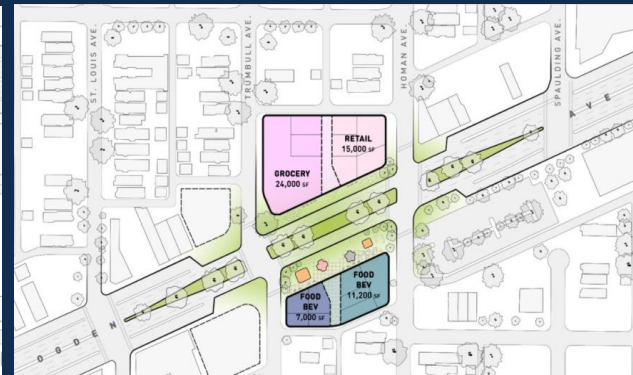 ST. LOUIS AVE.
TRUMBULL AVE.
HOMAN AVE
SPAULDING AVE.
AVE
RETAIL
15,000 SF
GROCERY
24,000 SF
FOOD
BEV
11,200 SF
FOOD
BEV
7,000 SF
OGDEN